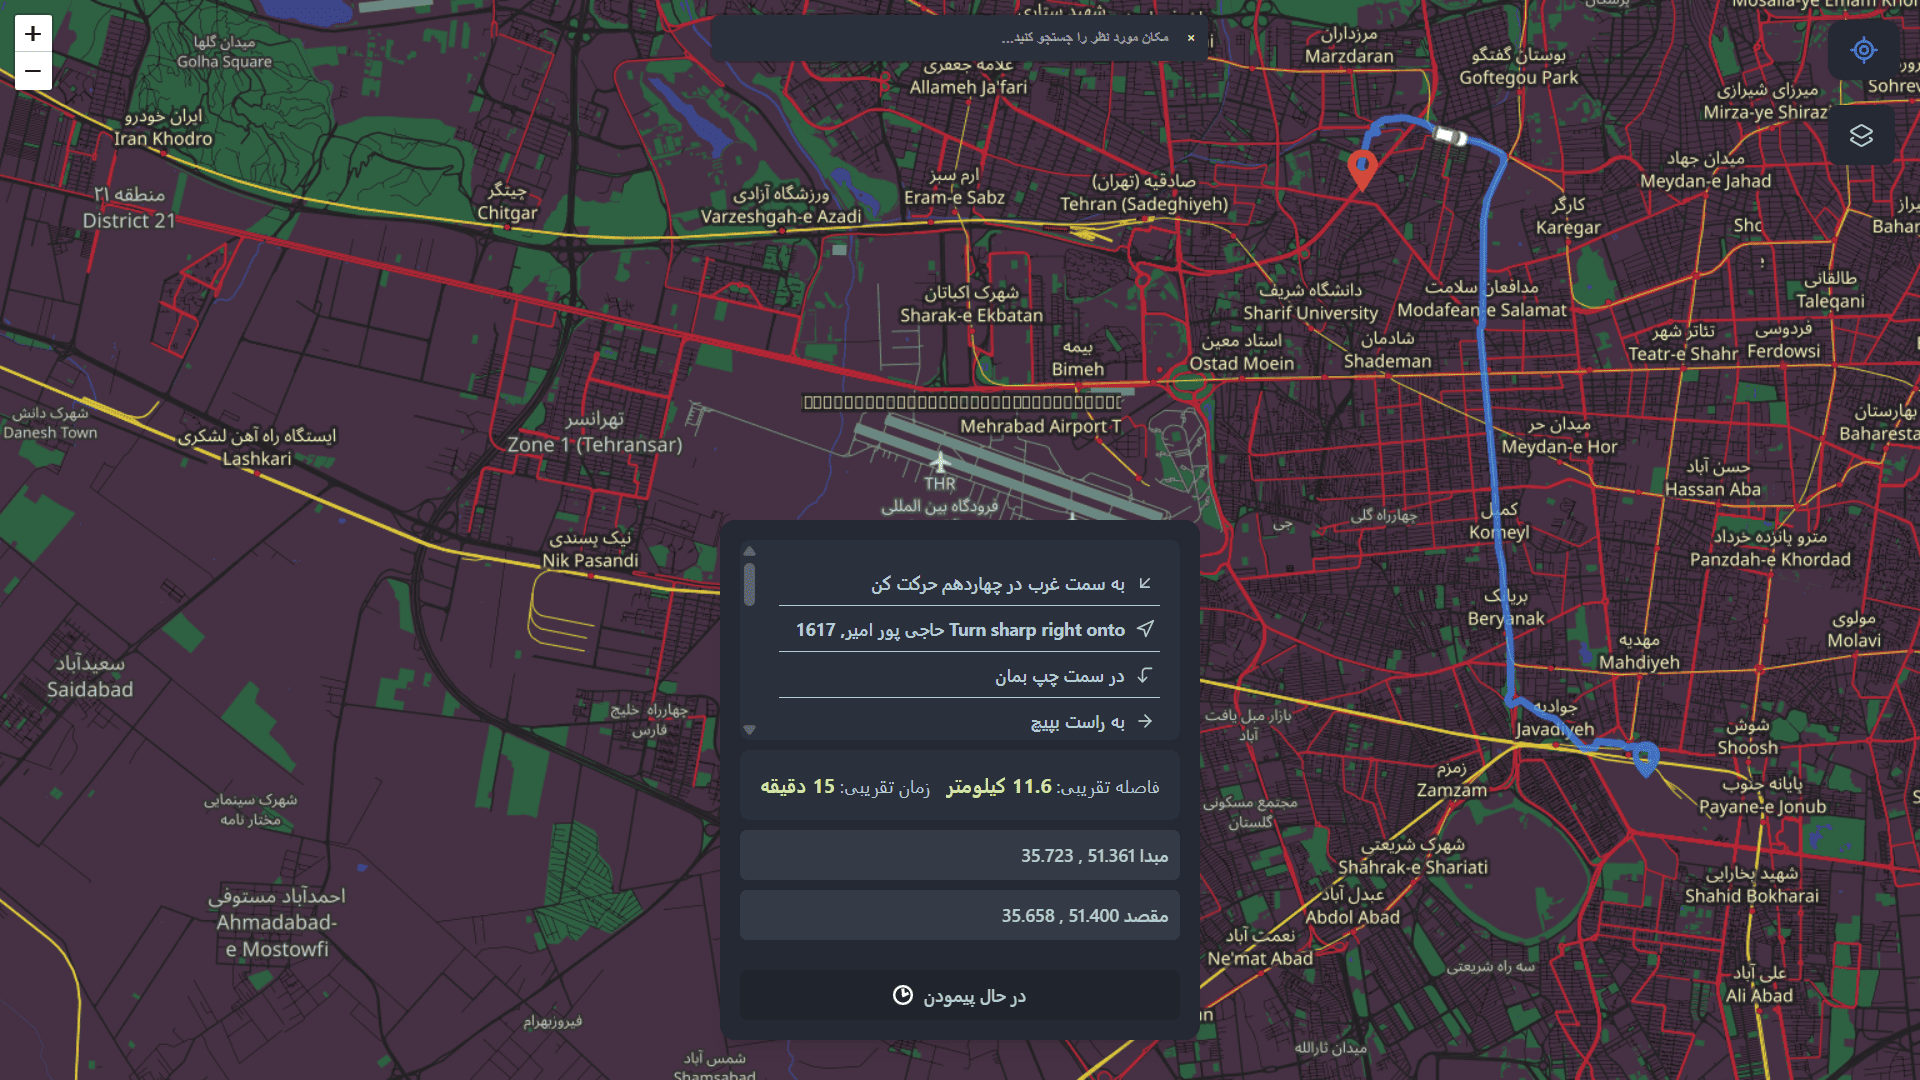 +
−
مکان مورد نظر را جستجو کنید...
×
شهید ستاری
میدان گلها
Golha Square
ایران خودرو
Iran Khodro
منطقه ۲۱
District 21
چیتگر
Chitgar
ورزشگاه آزادی
Varzeshgah-e Azadi
ارم سبز
Eram-e Sabz
علامه جعفری
Allameh Ja'fari
صادقیه (تهران)
Tehran (Sadeghiyeh)
مرزداران
Marzdaran
بوستان گفتگو
Goftegou Park
میرزای شیرازی
Mirza-ye Shiraz
Mosalla-ye Emam Khom
میدان جهاد
Meydan-e Jahad
کارگر
Karegar
Sho
طالقانی
Taleqani
مدافعان سلامت
Modafean-e Salamat
دانشگاه شریف
Sharif University
شهرک اکباتان
Sharak-e Ekbatan
استاد معین
Ostad Moein
شادمان
Shademan
تئاتر شهر
Teatr-e Shahr
فردوسی
Ferdowsi
بیمه
Bimeh
Mehrabad Airport T
THR
فرودگاه بین المللی
شهرک دانش
Danesh Town
ایستگاه راه آهن لشکری
Lashkari
تهرانسر
Zone 1 (Tehransar)
میدان حر
Meydan-e Hor
بهارستان
Baharesta
حسن آباد
Hassan Aba
چهارراه گلی
جی
کمیل
Komeyl
مترو پانزده خرداد
Panzdah-e Khordad
نیک پسندی
Nik Pasandi
بریانک
Beryanak
مولوی
Molavi
مهدیه
Mahdiyeh
سعیدآباد
Saidabad
چهارراه خلیج
فارس
بازار مبل یافت
آباد
جوادیه
Javadiyeh
شوش
Shoosh
زمزم
Zamzam
پایانه جنوب
Payane-e Jonub
شهرک سینمایی
مختار نامه
مجتمع مسکونی
گلستان
شهرک شریعتی
Shahrak-e Shariati
شهید بخارایی
Shahid Bokharai
عبدل آباد
Abdol Abad
احمدآباد مستوفی
Ahmadabad-
e Mostowfi
نعمت آباد
Ne'mat Abad
سه راه شریعتی
علی آباد
Ali Abad
فیروزبهرام
میدان ثارالله
شمس آباد
Shamsabad
به سمت غرب در چهاردهم حرکت کن
Turn sharp right onto حاجی پور امیر, 1617
در سمت چپ بمان
به راست بپیچ
فاصله تقریبی: 11.6 کیلومتر زمان تقریبی: 15 دقیقه
مبدا 51.361 , 35.723
مقصد 51.400 , 35.658
در حال پیمودن